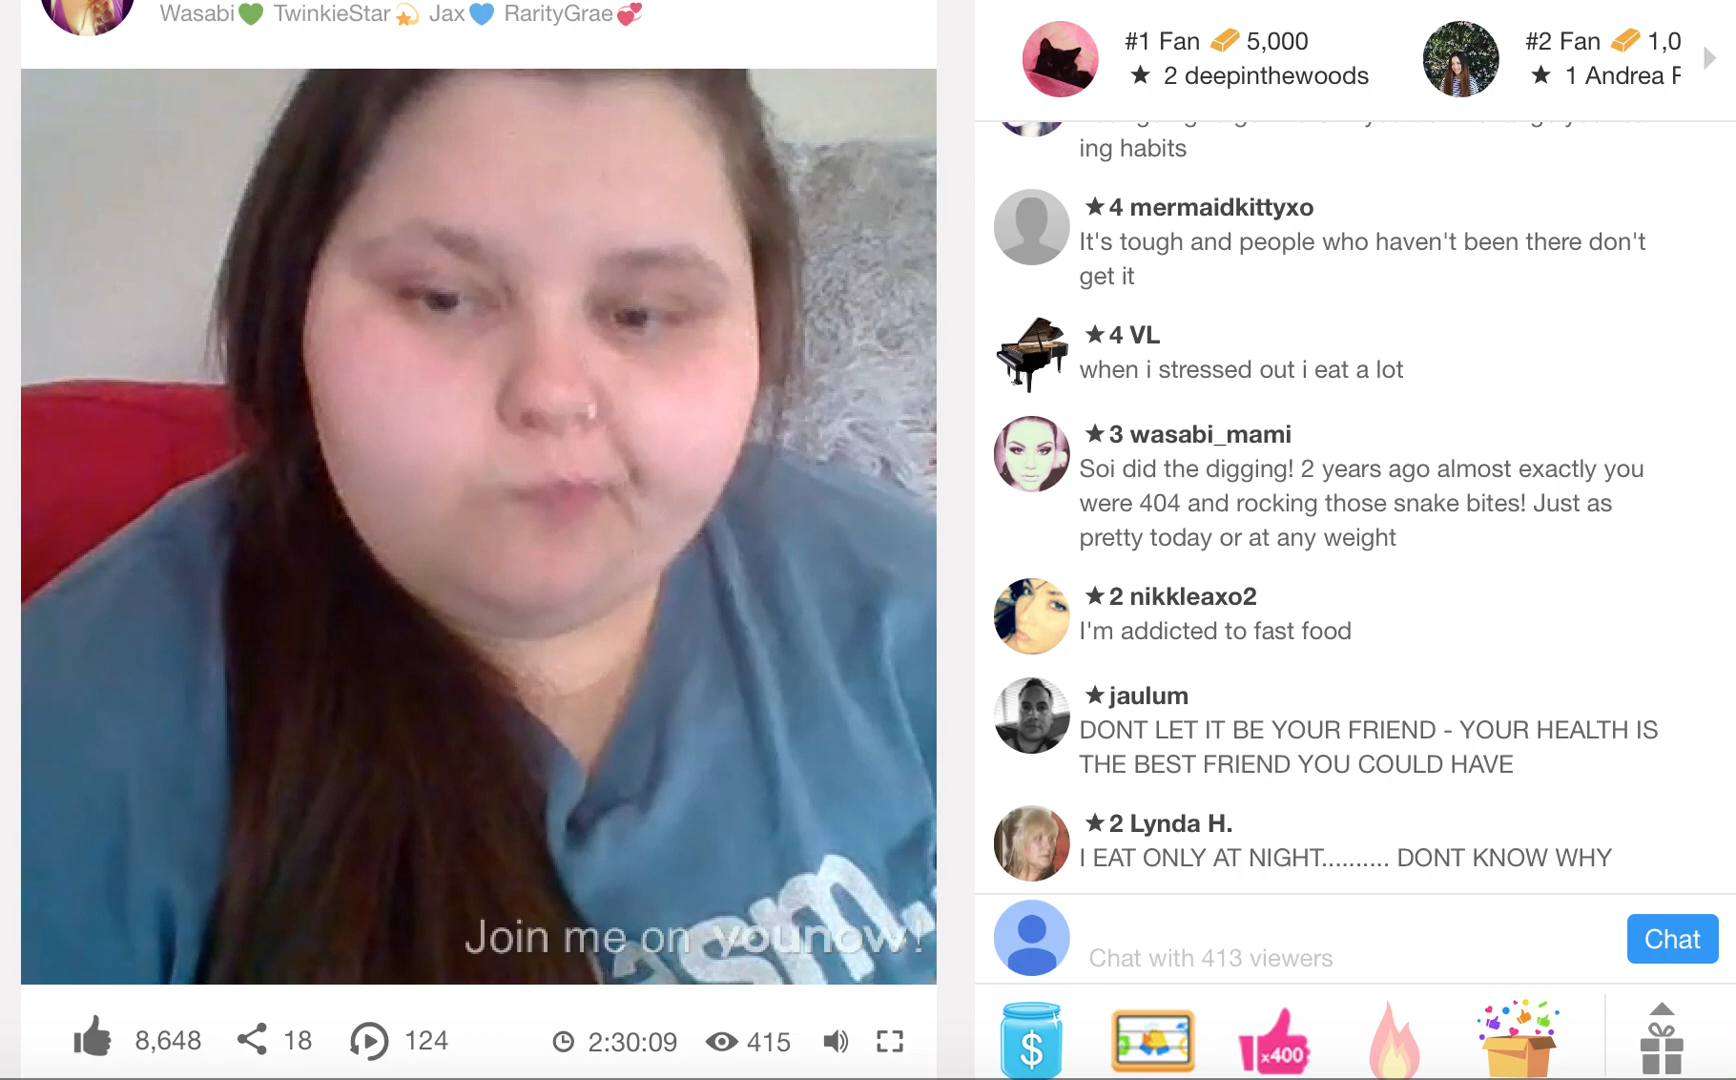 Wasabi💚 TwinkieStar💫 Jax💙 RarityGrae💞
Join me on younow!
asm.
8,648 18 124 2:30:09 415
#1 Fan 5,000
★ 2 deepinthewoods
#2 Fan 1,0
★ 1 Andrea F
ing habits
★4 mermaidkittyxo
It's tough and people who haven't been there don't
get it
★4 VL
when i stressed out i eat a lot
★3 wasabi_mami
Soi did the digging! 2 years ago almost exactly you
were 404 and rocking those snake bites! Just as
pretty today or at any weight
★2 nikkleaxo2
I'm addicted to fast food
★jaulum
DONT LET IT BE YOUR FRIEND - YOUR HEALTH IS
THE BEST FRIEND YOU COULD HAVE
★2 Lynda H.
I EAT ONLY AT NIGHT.......... DONT KNOW WHY
Chat with 413 viewers
Chat
$
x400